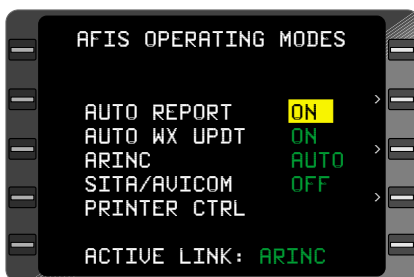 AFIS OPERATING MODES
AUTO REPORT ON >
AUTO WX UPDT ON
ARINC AUTO >
SITA/AVICOM OFF
PRINTER CTRL >
ACTIVE LINK: ARINC